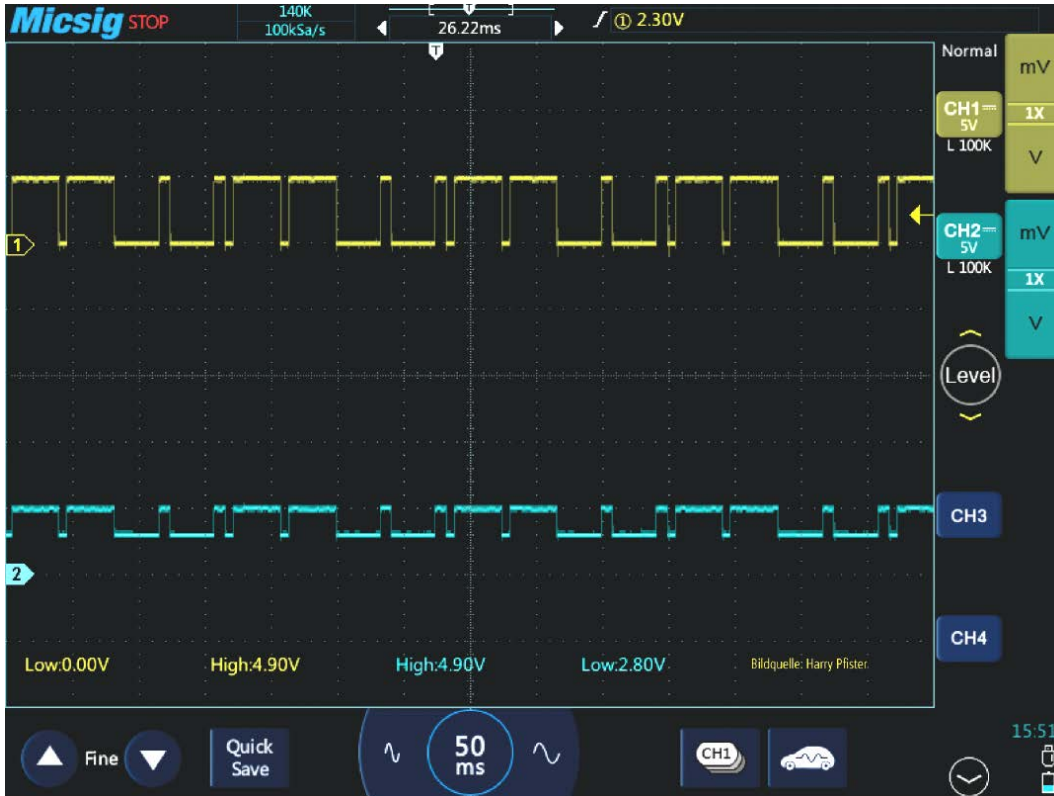 Micsig STOP
140K
100kSa/s
T
26.22ms
① 2.30V
T
Normal
mV
CH1
5V
1X
L 100K
V
1
CH2
5V
mV
L 100K
1X
V
Level
CH3
2
CH4
Low:0.00V
High:4.90V
High:4.90V
Low:2.80V
Bildquelle: Harry Pfister.
Fine
Quick
Save
50
ms
CH1
15:51